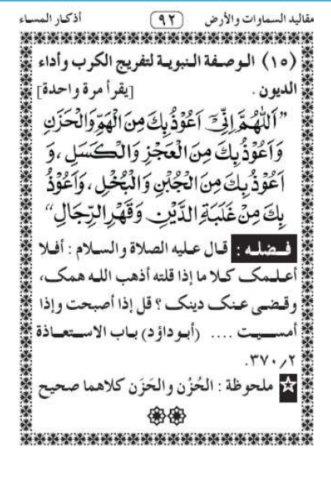 مقاليد السماوات والأرض ﴿٩٢﴾ أذكار المساء
(١٥) الوصفة النبوية لتفريج الكرب وأداء
الديون . [يقرأ مرة واحدة]
"اَللّٰهُمَّ اِنِّيْ اَعُوْذُ بِكَ مِنَ الْهَمِّ وَالْحَزَنِ
وَاَعُوْذُ بِكَ مِنَ الْعَجْزِ وَالْكَسَلِ ، وَ
اَعُوْذُ بِكَ مِنَ الْجُبْنِ وَالْبُخْلِ ، وَاَعُوْذُ
بِكَ مِنْ غَلَبَةِ الدَّيْنِ وَقَهْرِ الرِّجَالِ"
فضله : قال عليه الصلاة والسلام : أفلا
أعلمك كلاما إذا قلته أذهب الله همك،
وقضى عنك دينك ؟ قل إذا أصبحت وإذا
أمسيت .... (أبو داؤد) باب الاستعاذة
٢/٣٧٠.
☆ ملحوظة : الحُزْن والحَزَن كلاهما صحيح